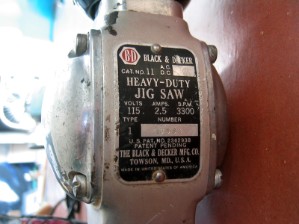 B&D BLACK & DECKER
A.C.
CAT. NO. 11 D.C.
HEAVY-DUTY
JIG SAW
VOLTS AMPS. S.P.M.
115 2.5 3300
TYPE NUMBER
1
U.S. PAT. NO. 2342938
PATENT PENDING
THE BLACK & DECKER MFG. CO.
TOWSON, MD., U.S.A.
MADE IN UNITED STATES OF AMERICA